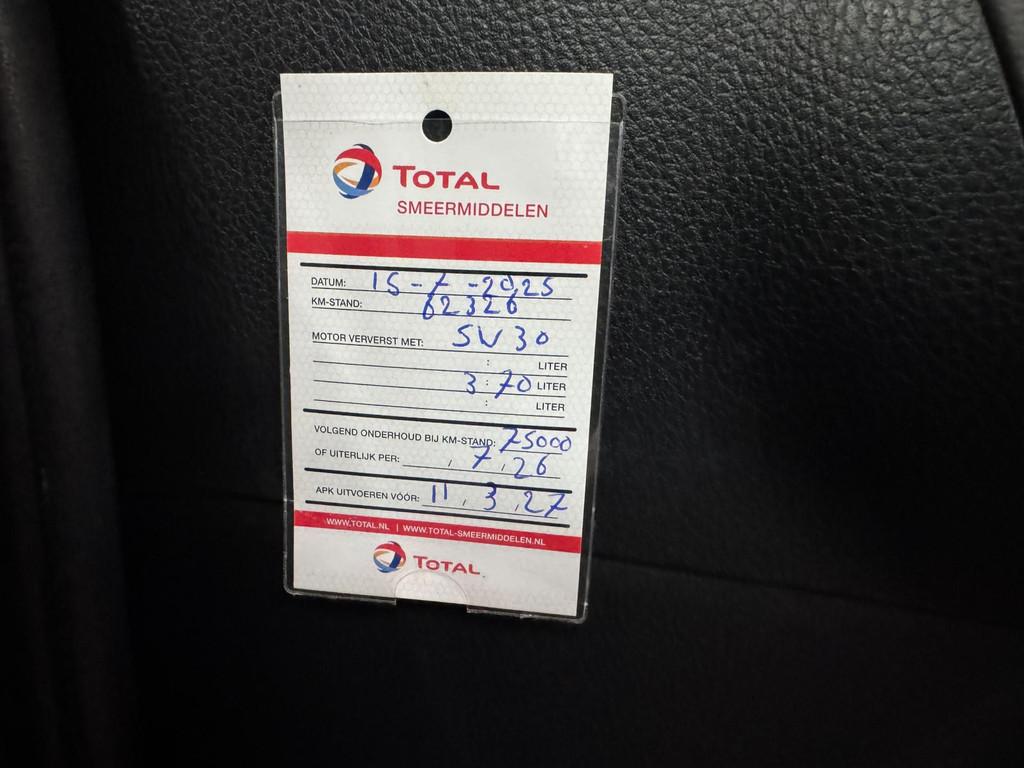 TOTAL
SMEERMIDDELEN
DATUM: 15-7-2025
KM-STAND: 62326
MOTOR VERVERST MET: 5W30
: LITER
3:70 LITER
: LITER
VOLGEND ONDERHOUD BIJ KM-STAND: 75000
OF UITERLIJK PER: , 7, 26
APK UITVOEREN VÓÓR: 11, 3, 27
WWW.TOTAL.NL | WWW.TOTAL-SMEERMIDDELEN.NL
TOTAL